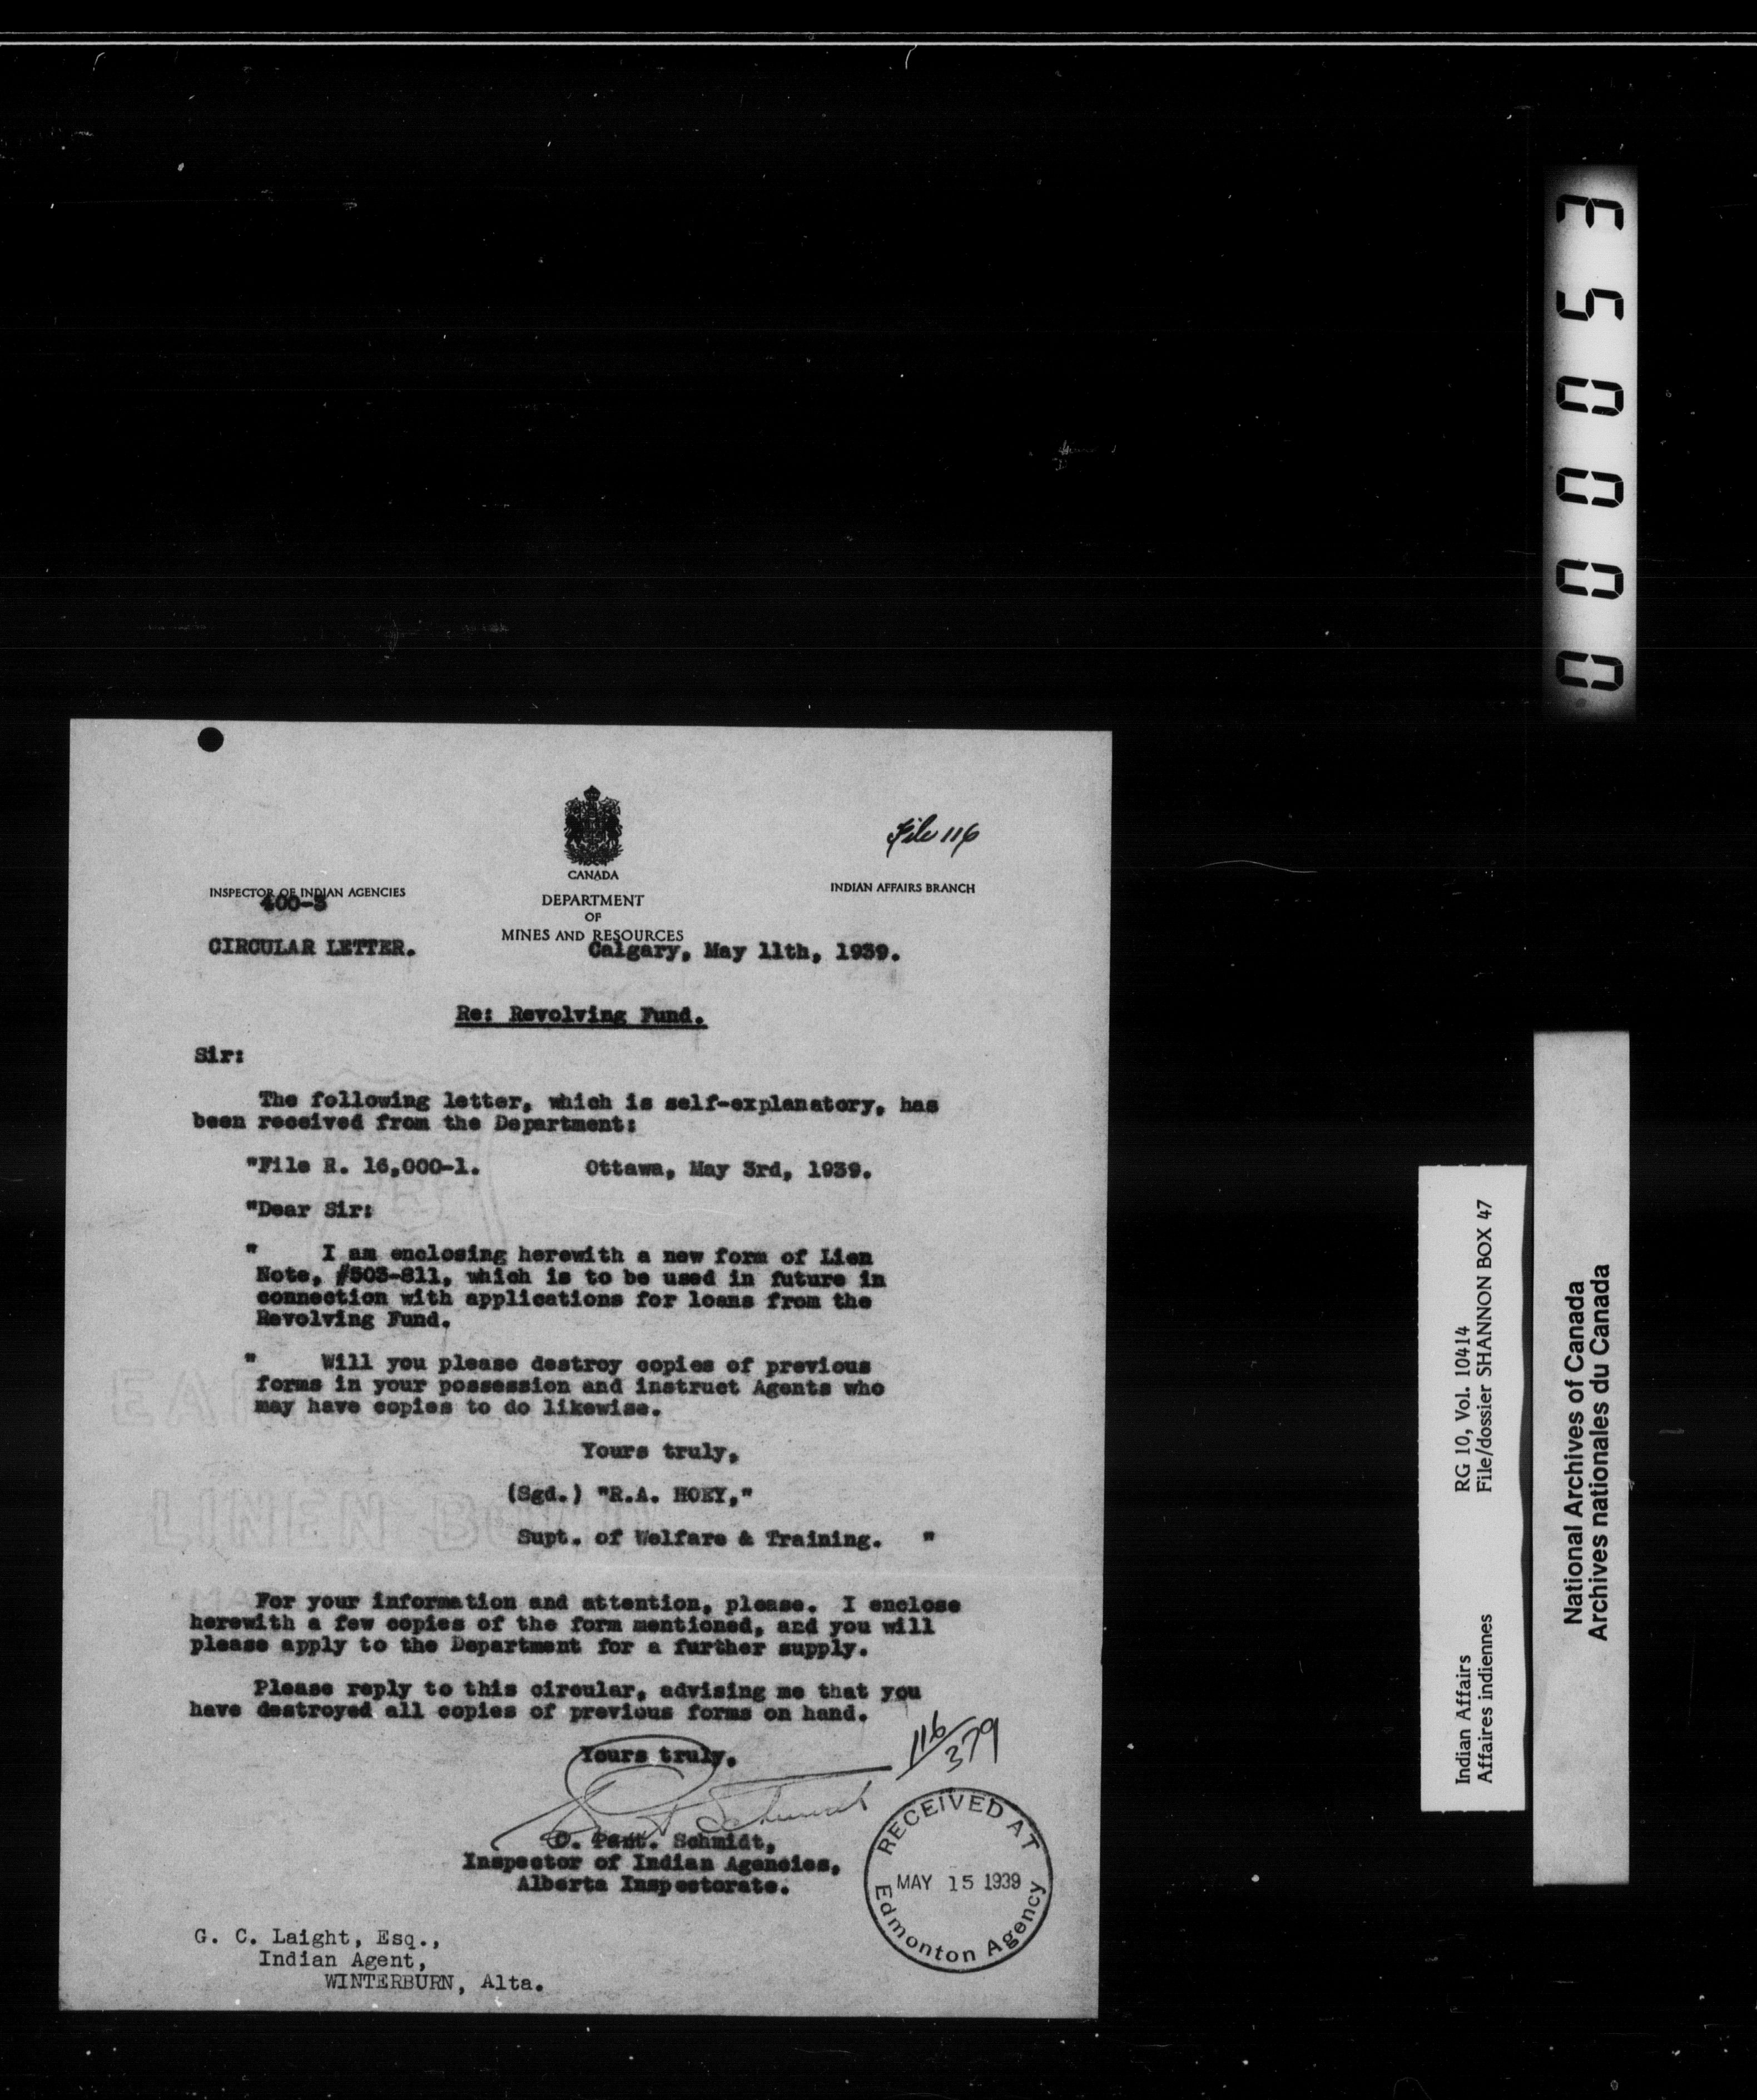 File 116
CANADA
INSPECTOR OF INDIAN AGENCIES
INDIAN AFFAIRS BRANCH
400-3
DEPARTMENT
OF
MINES AND RESOURCES
CIRCULAR LETTER.
Calgary, May 11th, 1939.
Re: Revolving Fund.
Sir:
The following letter, which is self-explanatory, has
been received from the Department:
"File R. 16,000-1. Ottawa, May 3rd, 1939.
"Dear Sir:
" I am enclosing herewith a new form of Lien
Note, #503-811, which is to be used in future in
connection with applications for loans from the
Revolving Fund.
" Will you please destroy copies of previous
forms in your possession and instruct Agents who
may have copies to do likewise.
Yours truly,
(Sgd.) "R.A. HOEY,"
Supt. of Welfare & Training. "
For your information and attention, please. I enclose
herewith a few copies of the form mentioned, and you will
please apply to the Department for a further supply.
Please reply to this circular, advising me that you
have destroyed all copies of previous forms on hand.
116/379
Yours truly,
Schmidt
C. Pant. Schmidt,
Inspector of Indian Agencies,
Alberta Inspectorate.
RECEIVED AT
MAY 15 1939
Edmonton Agency
G. C. Laight, Esq.,
Indian Agent,
WINTERBURN, Alta.
LINEN
000053
Indian Affairs RG 10, Vol. 10414
Affaires indiennes File/dossier SHANNON BOX 47
National Archives of Canada
Archives nationales du Canada